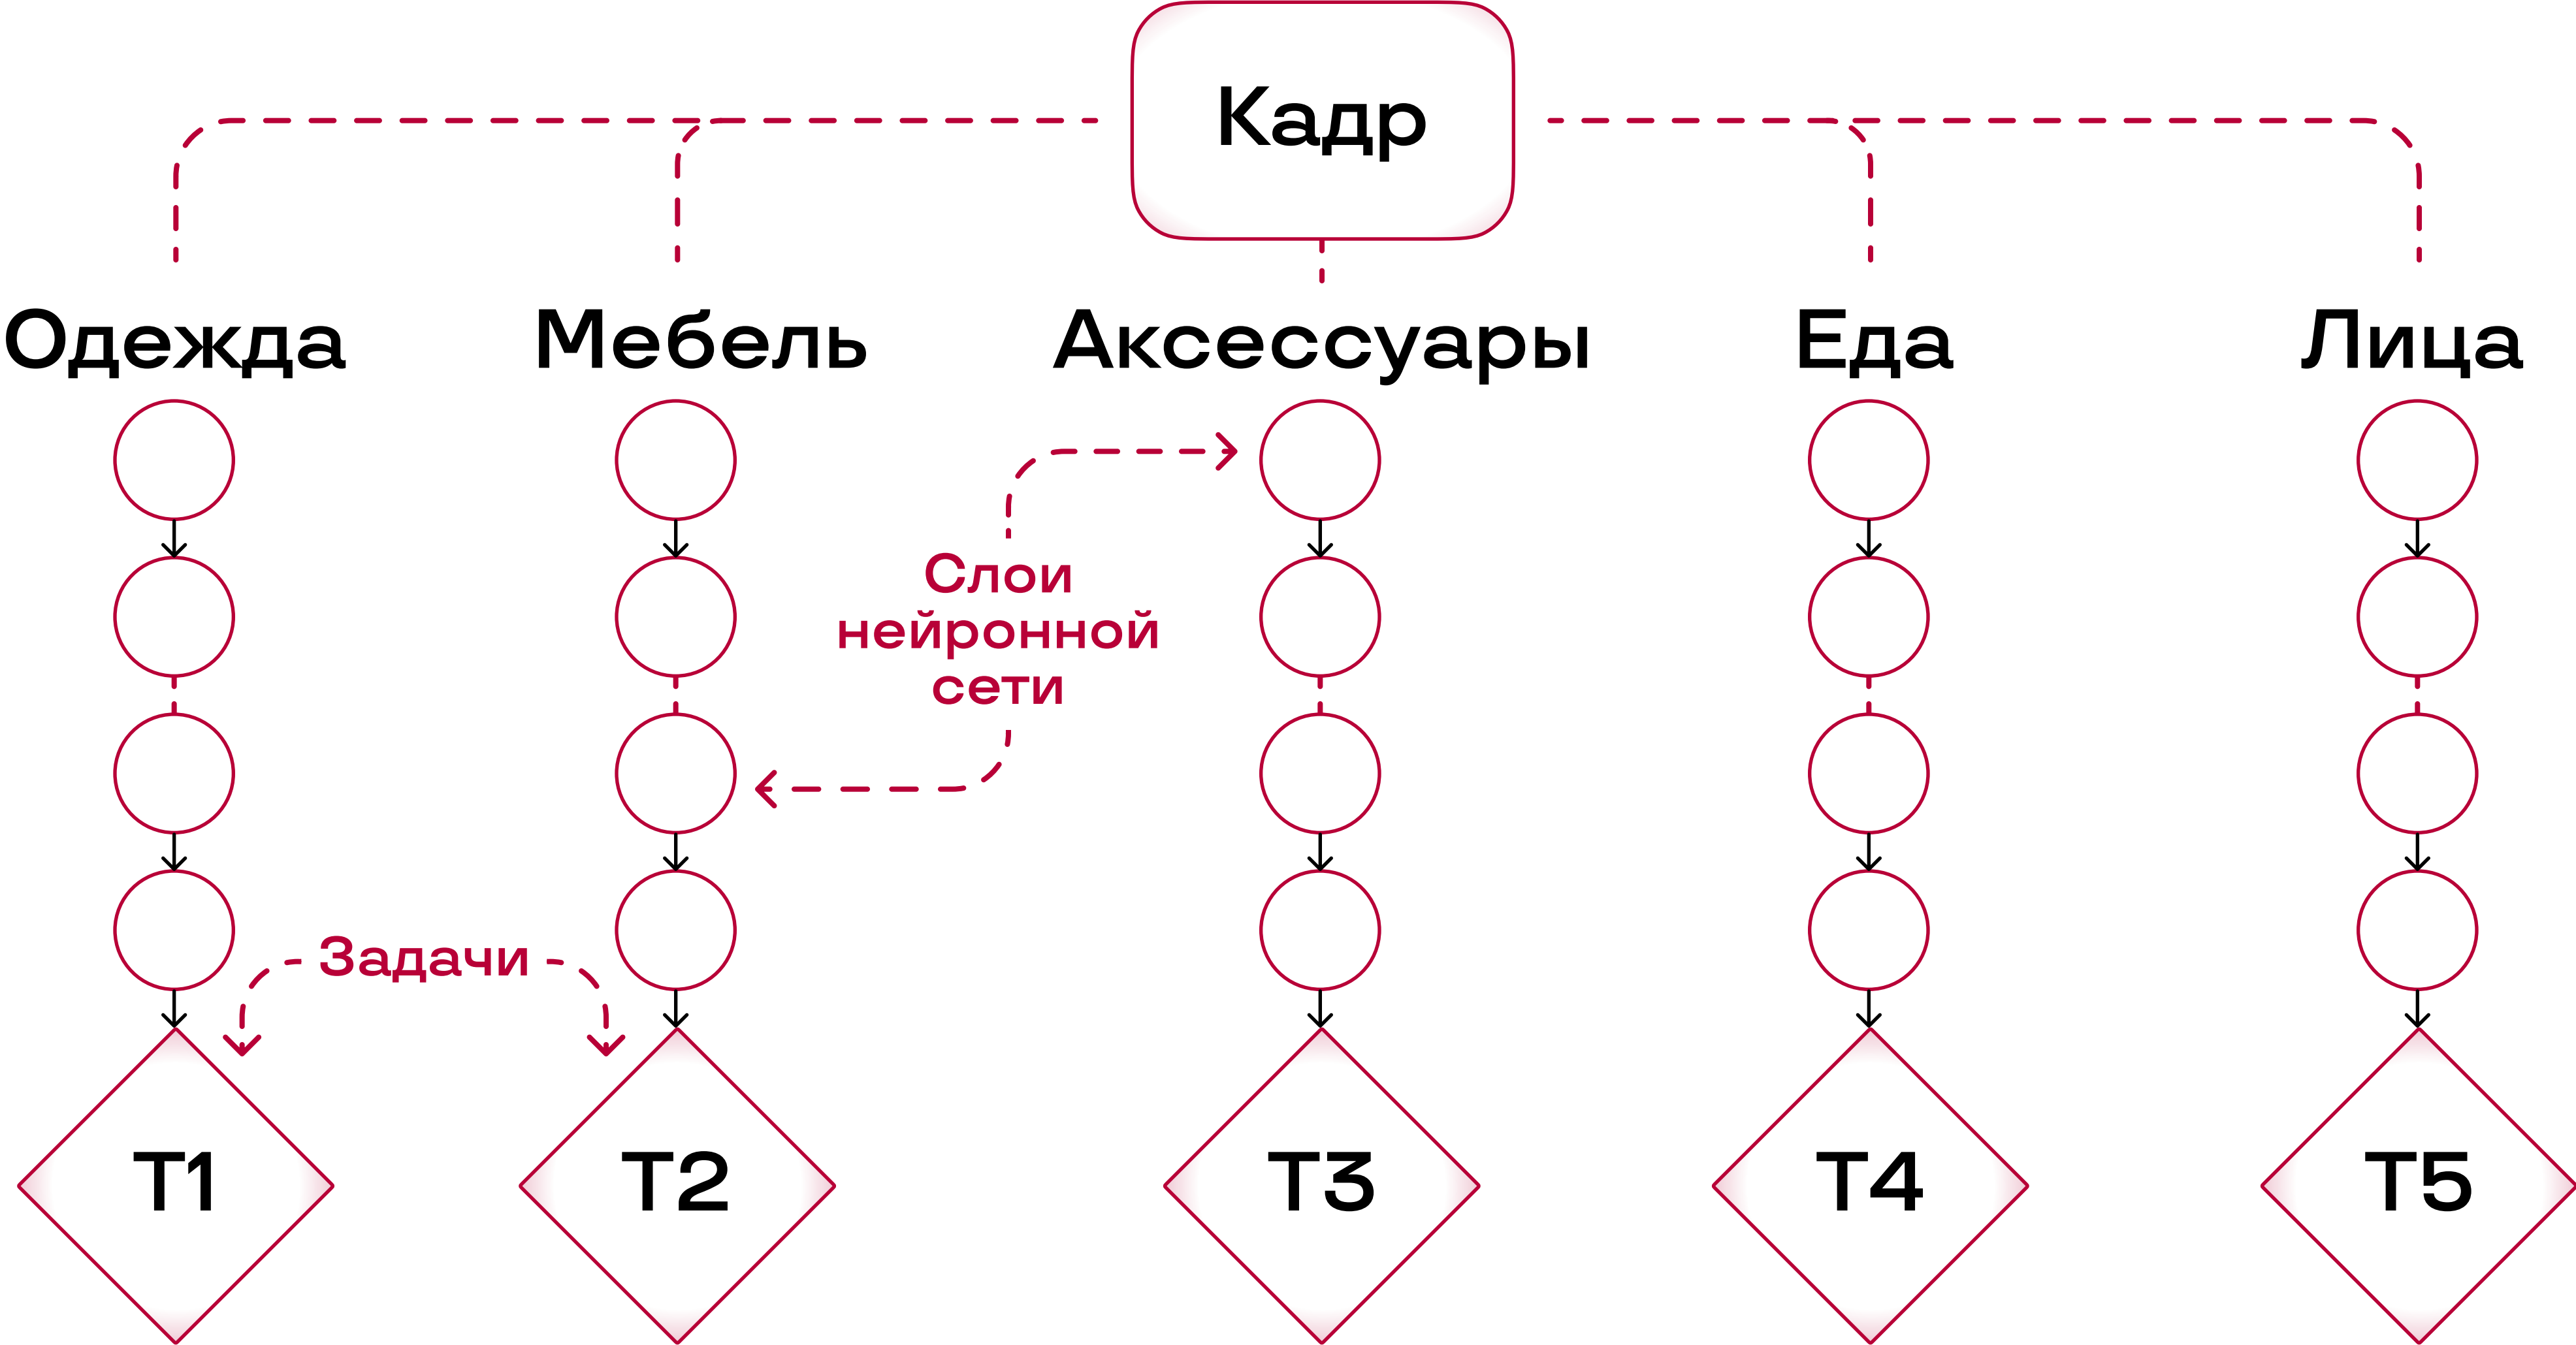 Кадр
Одежда
Мебель
Аксессуары
Еда
Лица
Слои
нейронной
сети
Задачи
T1
T2
T3
T4
T5